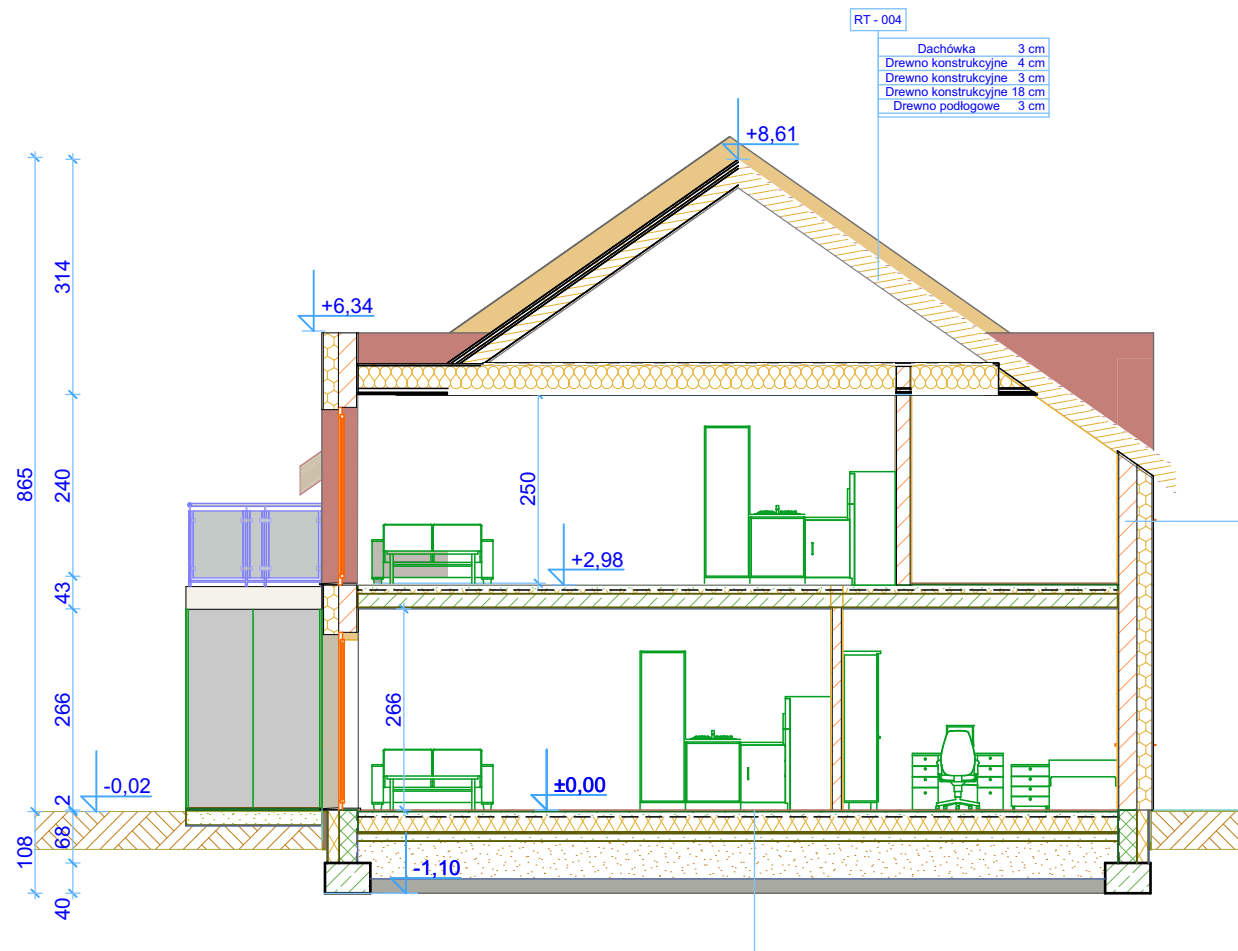 RT - 004
Dachówka 3 cm
Drewno konstrukcyjne 4 cm
Drewno konstrukcyjne 3 cm
Drewno konstrukcyjne 18 cm
Drewno podłogowe 3 cm
+8,61
314
+6,34
865
240
250
+2,98
43
266
266
-0,02
±0,00
2
68
108
-1,10
40